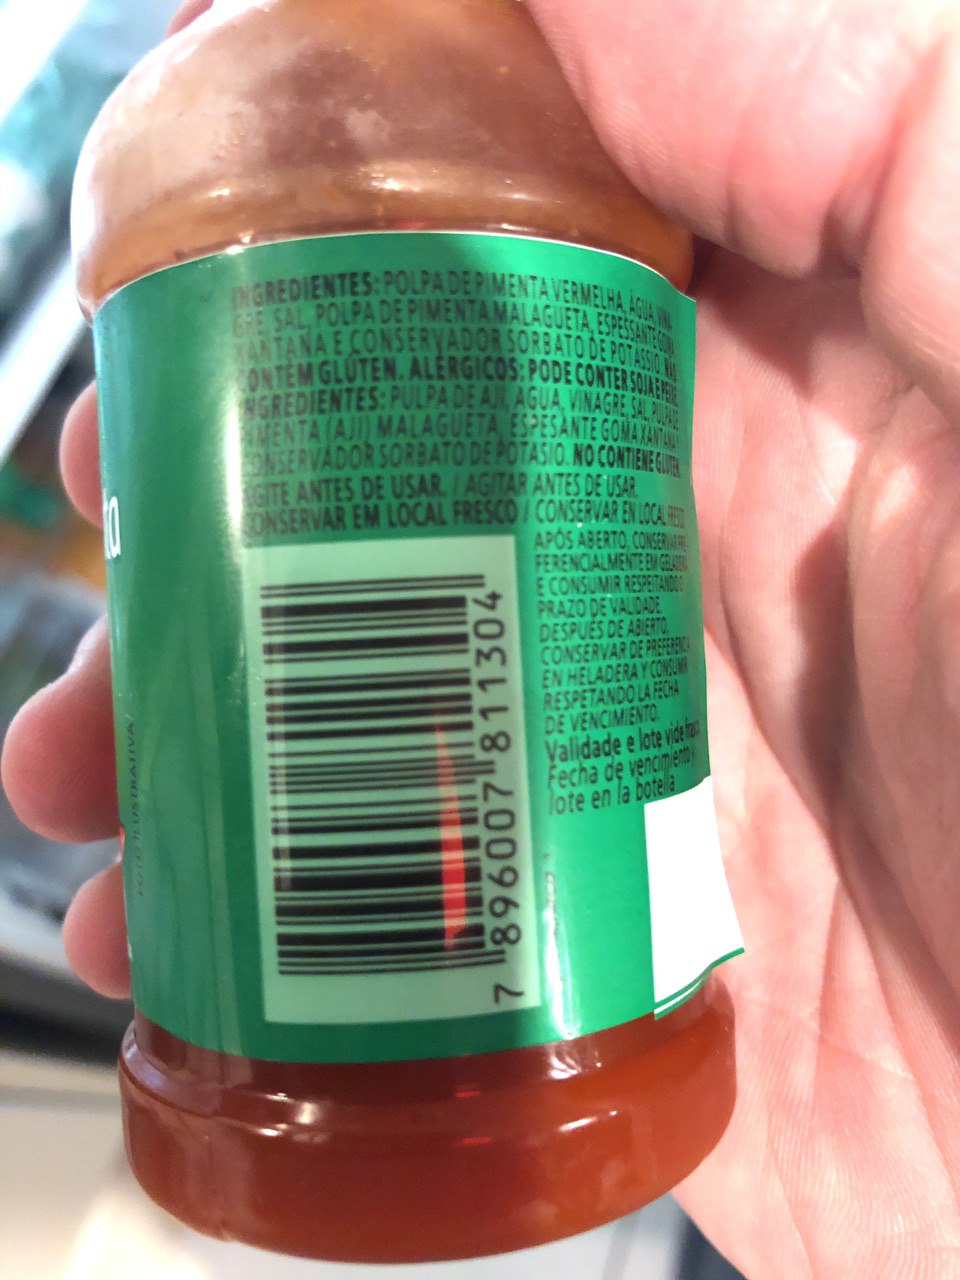 INGREDIENTES: POLPA DE PIMENTA VERMELHA, ÁGUA, VINA
GRE, SAL, POLPA DE PIMENTA MALAGUETA, ESPESSANTE GOMA
XANTANA E CONSERVADOR SORBATO DE POTÁSSIO. NÃO
CONTÉM GLÚTEN. ALÉRGICOS: PODE CONTER SOJA E PEIXE.
INGREDIENTES: PULPA DE AJÍ, AGUA, VINAGRE, SAL, PULPA DE
PIMENTA (AJÍ) MALAGUETA, ESPESANTE GOMA XANTANA Y
CONSERVADOR SORBATO DE POTASIO. NO CONTIENE GLUTEN.
AGITE ANTES DE USAR. / AGITAR ANTES DE USAR.
CONSERVAR EM LOCAL FRESCO / CONSERVAR EN LOCAL FRESCO
APÓS ABERTO, CONSERVAR PRE
FERENCIALMENTE EM GELADEIRA
E CONSUMIR RESPEITANDO O
PRAZO DE VALIDADE.
DESPUÉS DE ABIERTO,
CONSERVAR DE PREFERENCIA
EN HELADERA Y CONSUMIR
RESPETANDO LA FECHA
DE VENCIMIENTO.
Validade e lote vide frasco
Fecha de vencimiento y
lote en la botella
7 896007 811304
ILUSTRATIVA